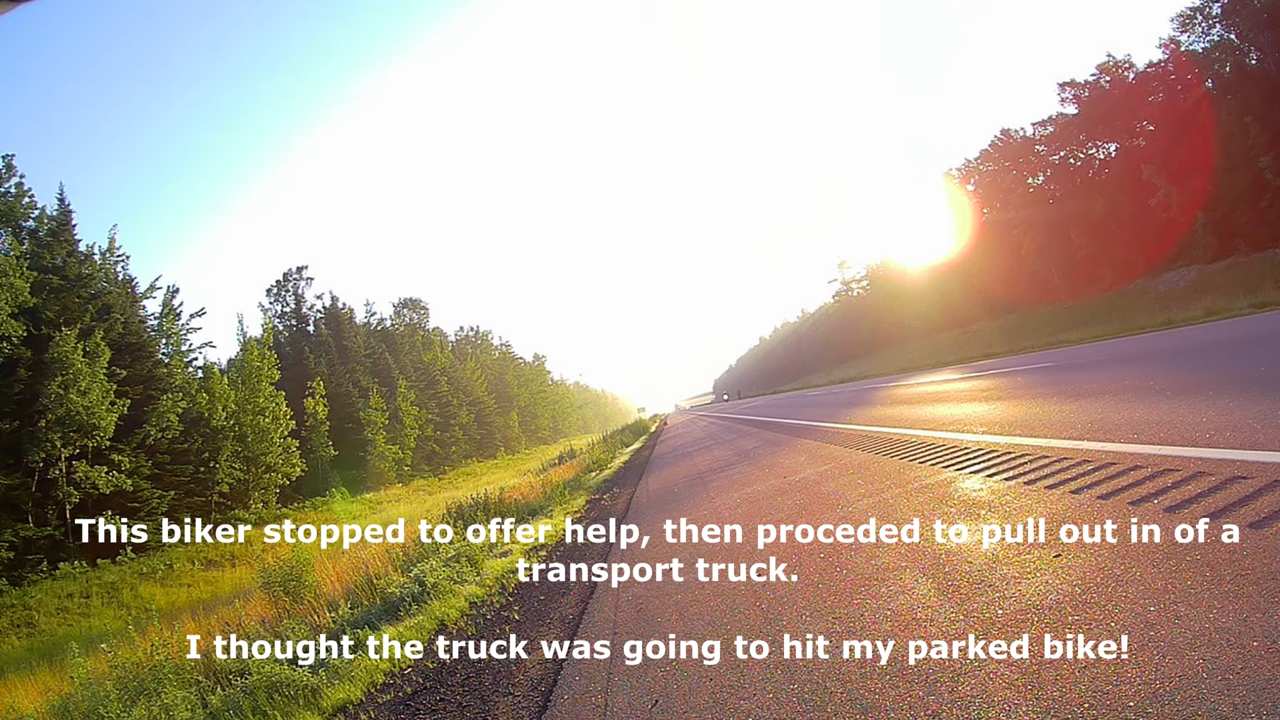 This biker stopped to offer help, then proceded to pull out in of a
transport truck.
I thought the truck was going to hit my parked bike!